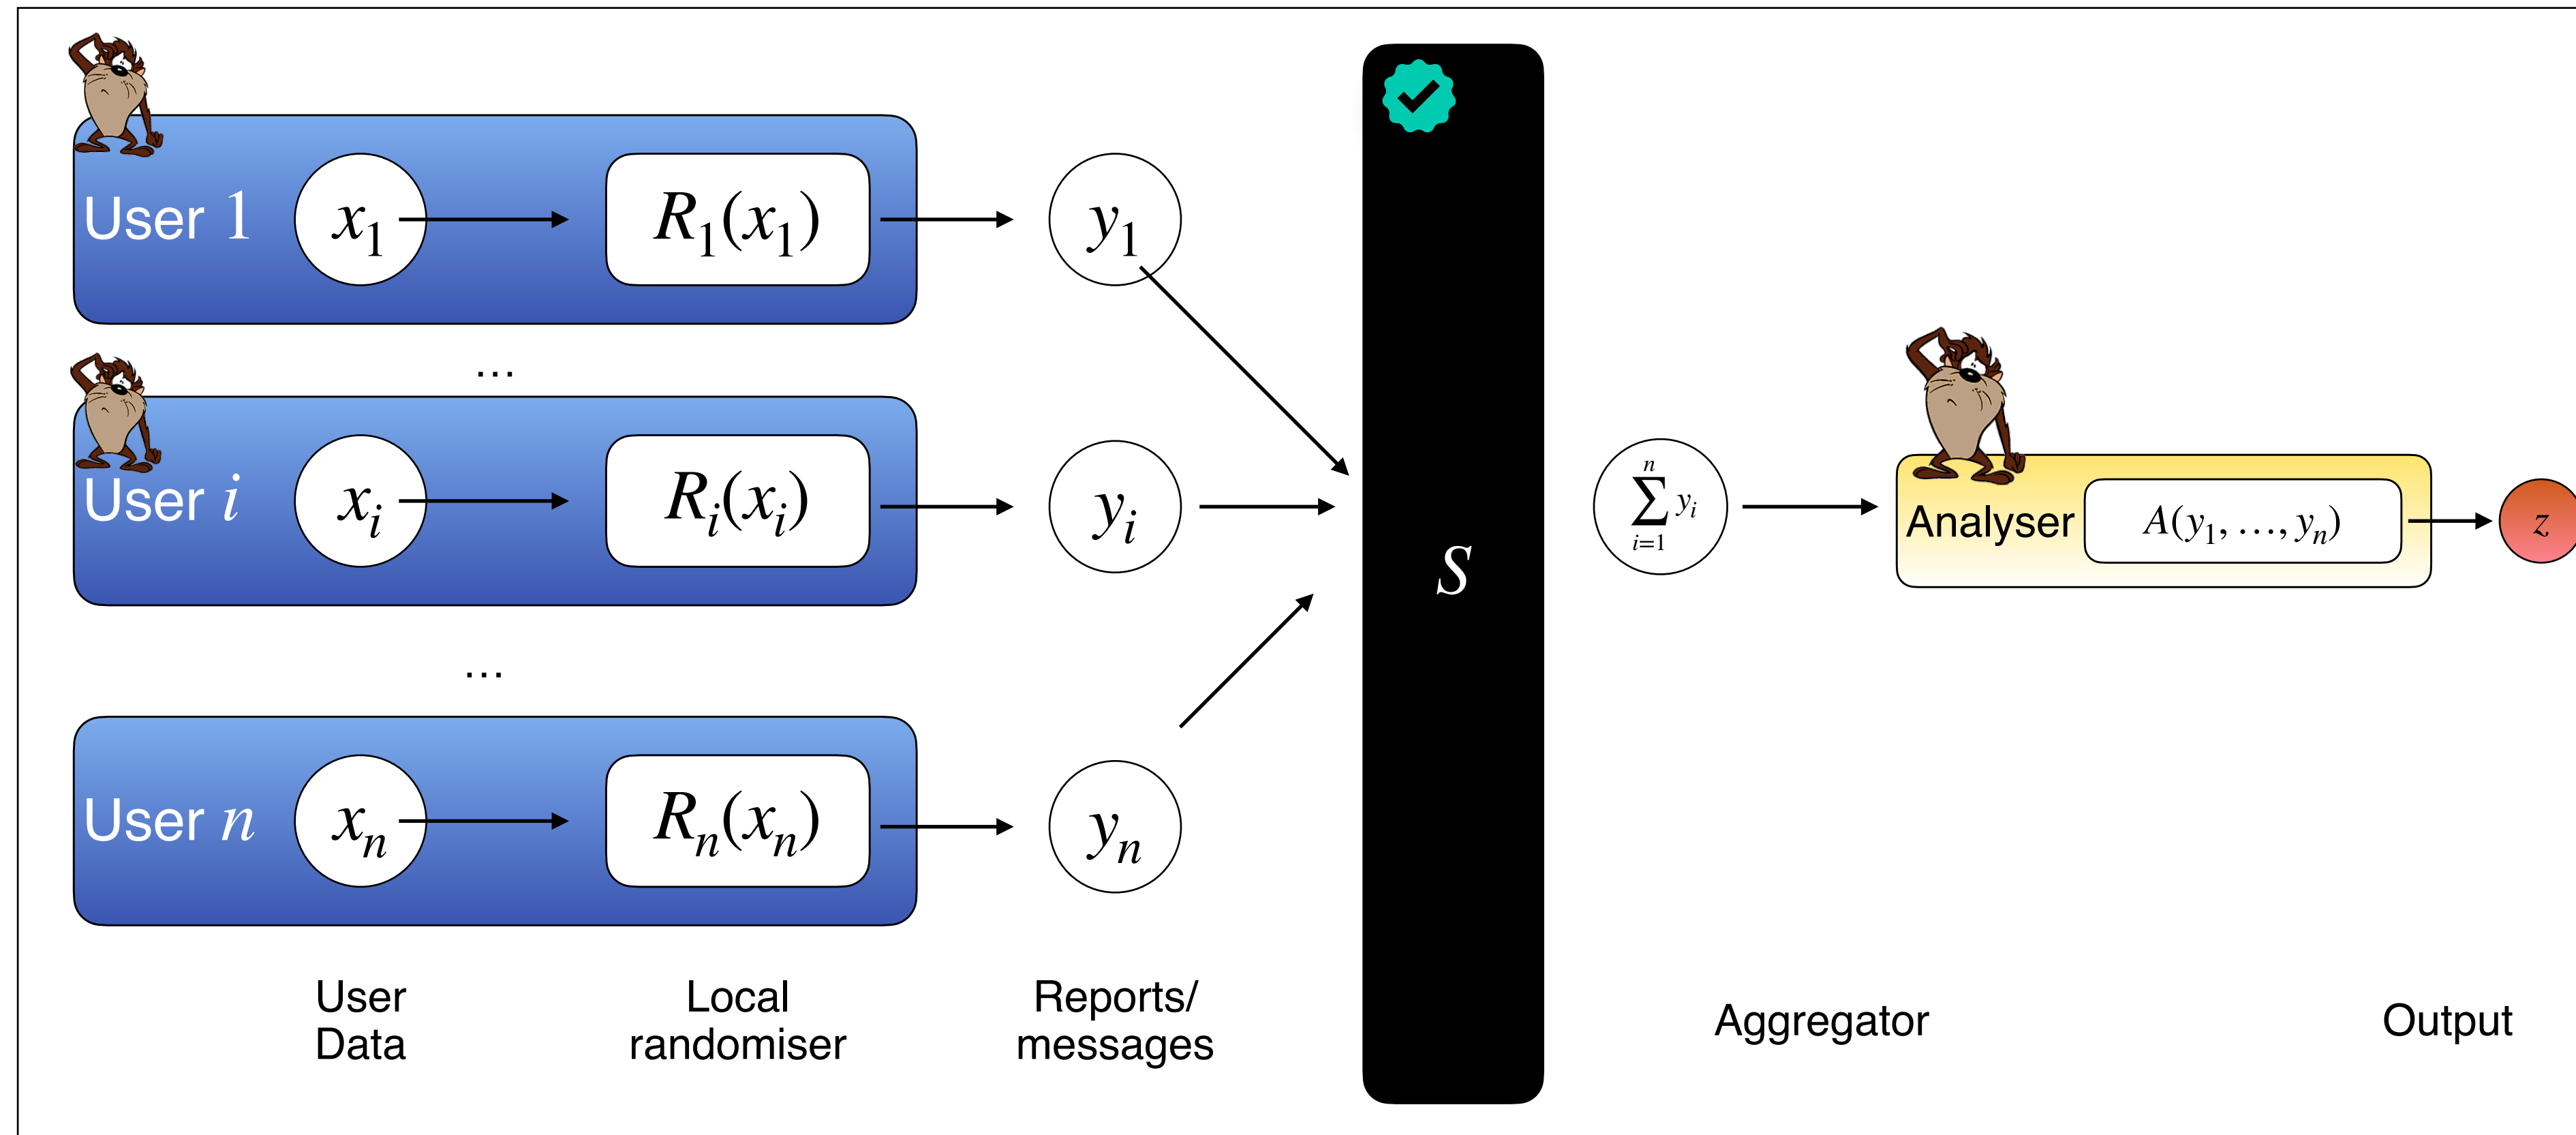 User 1
x₁
R₁(x₁)
y₁
...
User i
xᵢ
Rᵢ(xᵢ)
yᵢ
S
n
∑ yᵢ
i=1
Analyser
A(y₁, …, yₙ)
z
...
User n
xₙ
Rₙ(xₙ)
yₙ
User
Data
Local
randomiser
Reports/
messages
Aggregator
Output